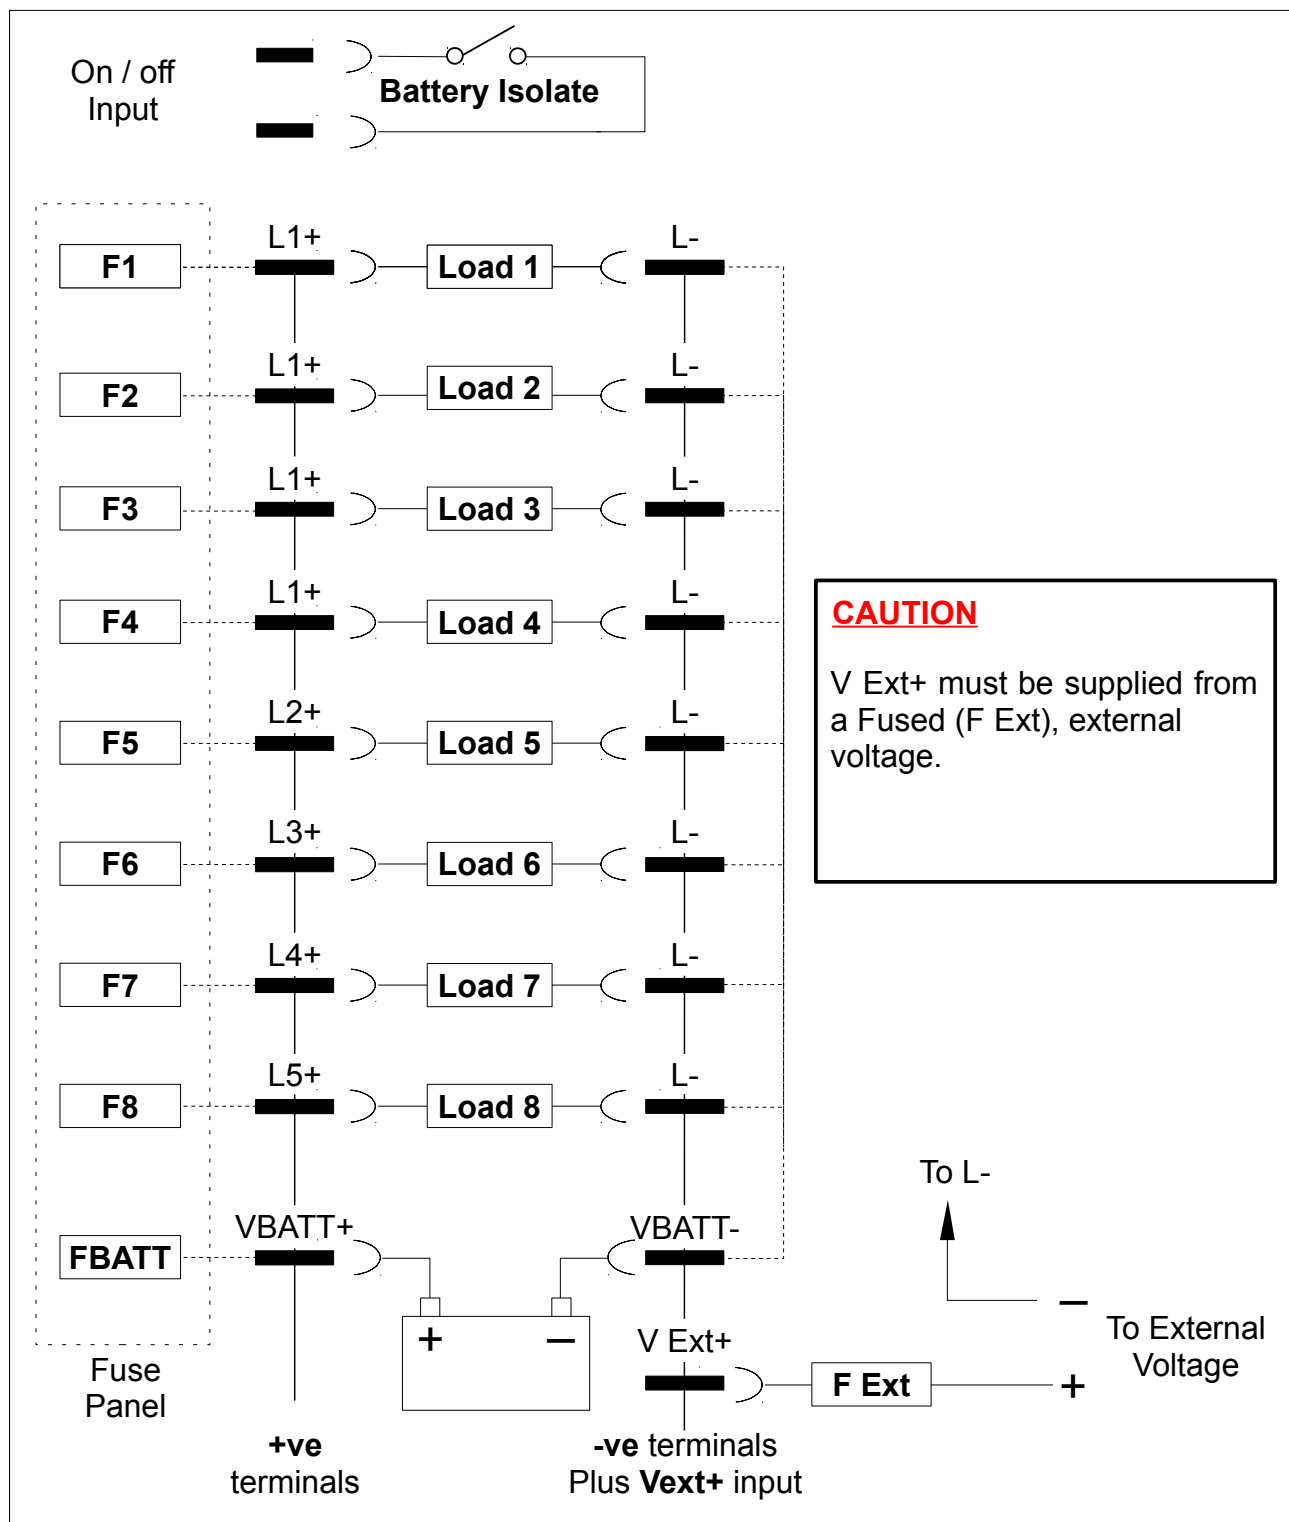 On / off
Input
Battery Isolate
L1+
L-
F1
Load 1
L1+
L-
F2
Load 2
L1+
L-
F3
Load 3
L1+
L-
F4
Load 4
CAUTION
V Ext+ must be supplied from
a Fused (F Ext), external
voltage.
L2+
L-
F5
Load 5
L3+
L-
F6
Load 6
L4+
L-
F7
Load 7
L5+
L-
F8
Load 8
To L-
VBATT+
VBATT-
FBATT
+
−
−
V Ext+
To External
Voltage
F Ext
+
Fuse
Panel
+ve
terminals
-ve terminals
Plus Vext+ input